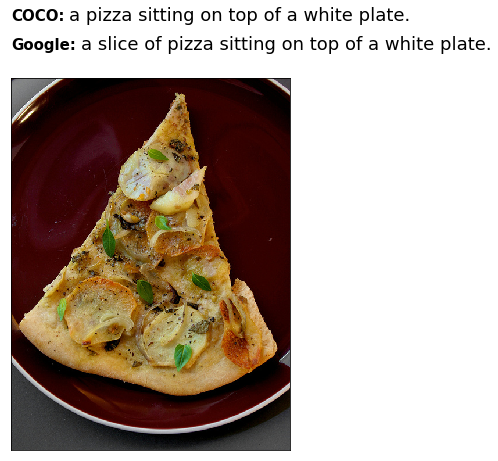 COCO: a pizza sitting on top of a white plate.
Google: a slice of pizza sitting on top of a white plate.